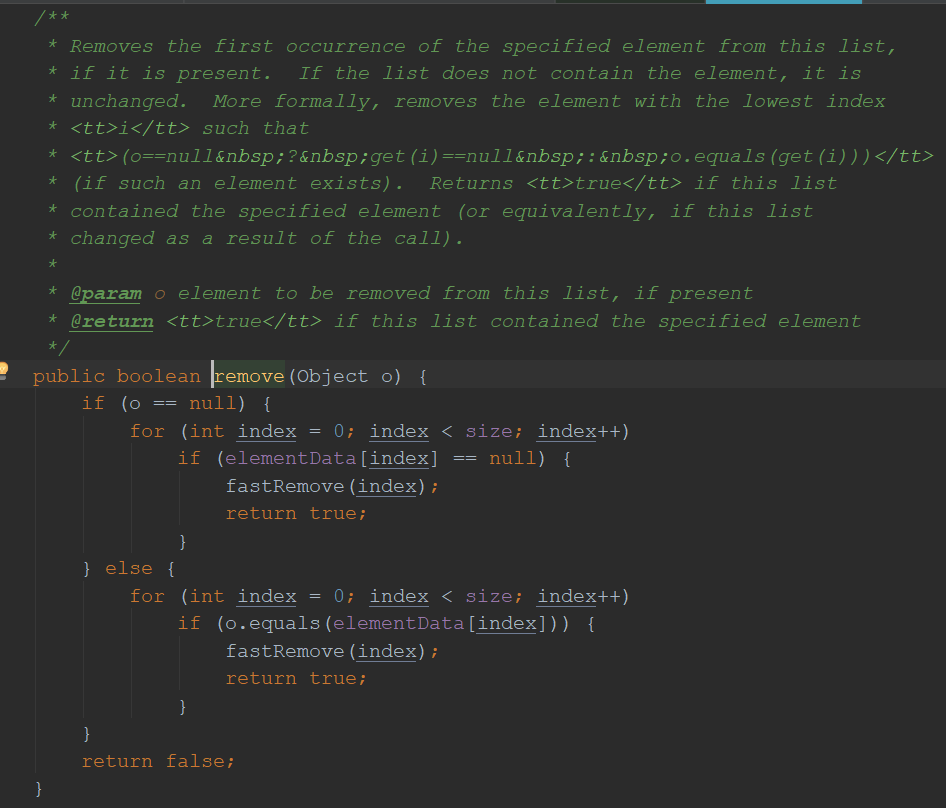 /**
 * Removes the first occurrence of the specified element from this list,
 * if it is present.  If the list does not contain the element, it is
 * unchanged.  More formally, removes the element with the lowest index
 * <tt>i</tt> such that
 * <tt>(o==null&nbsp;?&nbsp;get(i)==null&nbsp;:&nbsp;o.equals(get(i)))</tt>
 * (if such an element exists).  Returns <tt>true</tt> if this list
 * contained the specified element (or equivalently, if this list
 * changed as a result of the call).
 *
 * @param o element to be removed from this list, if present
 * @return <tt>true</tt> if this list contained the specified element
 */
public boolean remove(Object o) {
    if (o == null) {
        for (int index = 0; index < size; index++)
            if (elementData[index] == null) {
                fastRemove(index);
                return true;
            }
    } else {
        for (int index = 0; index < size; index++)
            if (o.equals(elementData[index])) {
                fastRemove(index);
                return true;
            }
    }
    return false;
}